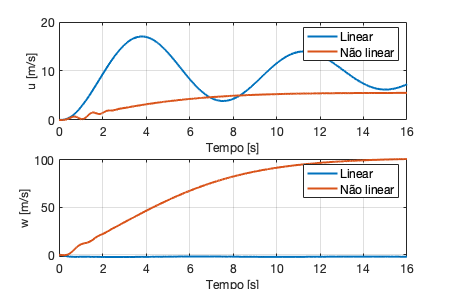 20
10
0
u [m/s]
Linear
Não linear
0 2 4 6 8 10 12 14 16
Tempo [s]
100
50
0
w [m/s]
Linear
Não linear
0 2 4 6 8 10 12 14 16
Tempo [s]